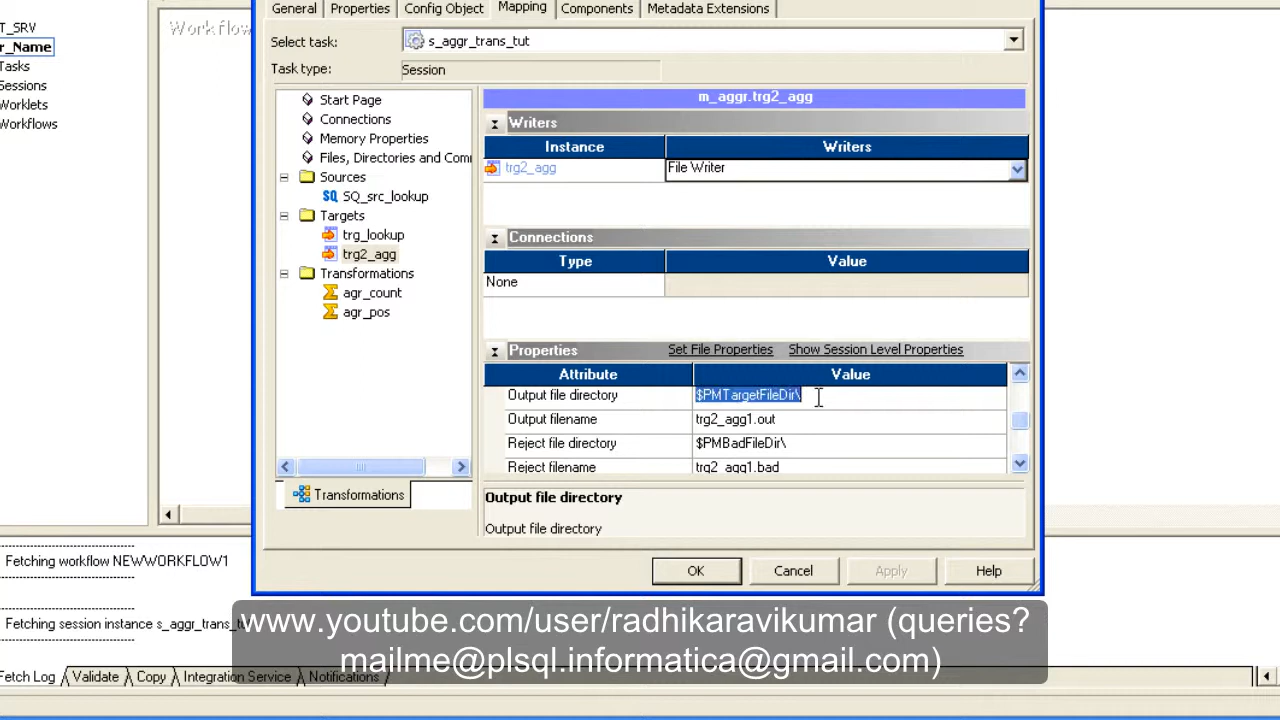 General Properties Config Object Mapping Components Metadata Extensions
T_SRV
Workflow
r_Name
Tasks
Sessions
Worklets
Workflows
Select task: s_aggr_trans_tut
Task type: Session
Start Page
Connections
Memory Properties
Files, Directories and Com
Sources
SQ SQ_src_lookup
Targets
trg_lookup
trg2_agg
Transformations
agr_count
agr_pos
Transformations
m_aggr.trg2_agg
Writers
Instance Writers
trg2_agg File Writer
Connections
Type Value
None
Properties Set File Properties Show Session Level Properties
Attribute Value
Output file directory $PMTargetFileDir\
Output filename trg2_agg1.out
Reject file directory $PMBadFileDir\
Reject filename trg2_agg1.bad
Output file directory
Output file directory
OK Cancel Apply Help
Fetching workflow NEWWORKFLOW1
Fetching session instance s_aggr_trans_tu
www.youtube.com/user/radhikaravikumar (queries?
mailme@plsql.informatica@gmail.com)
Fetch Log Validate Copy Integration Service Notifications